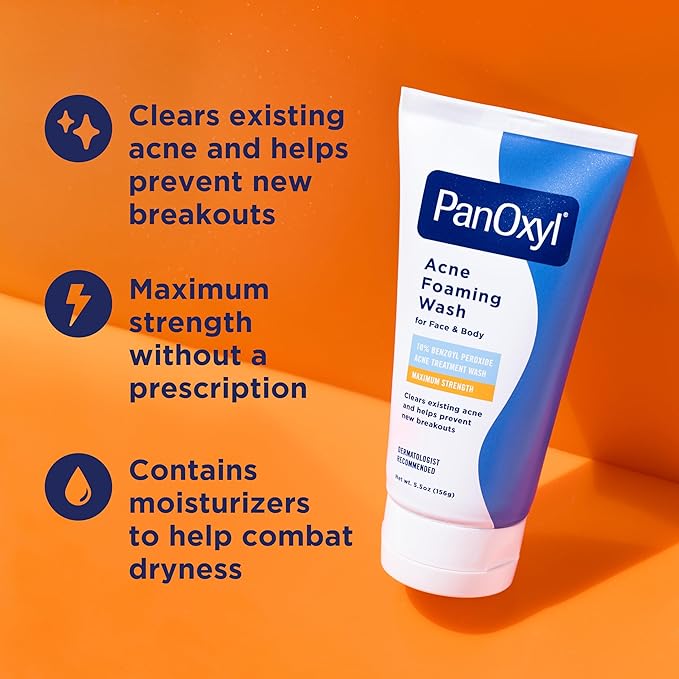 Clears existing
acne and helps
prevent new
breakouts
Maximum
strength
without a
prescription
Contains
moisturizers
to help combat
dryness
PanOxyl®
Acne
Foaming
Wash
for Face & Body
10% BENZOYL PEROXIDE
ACNE TREATMENT WASH
MAXIMUM STRENGTH
Clears existing acne
and helps prevent
new breakouts
DERMATOLOGIST
RECOMMENDED
Net wt. 5.5oz (156g)